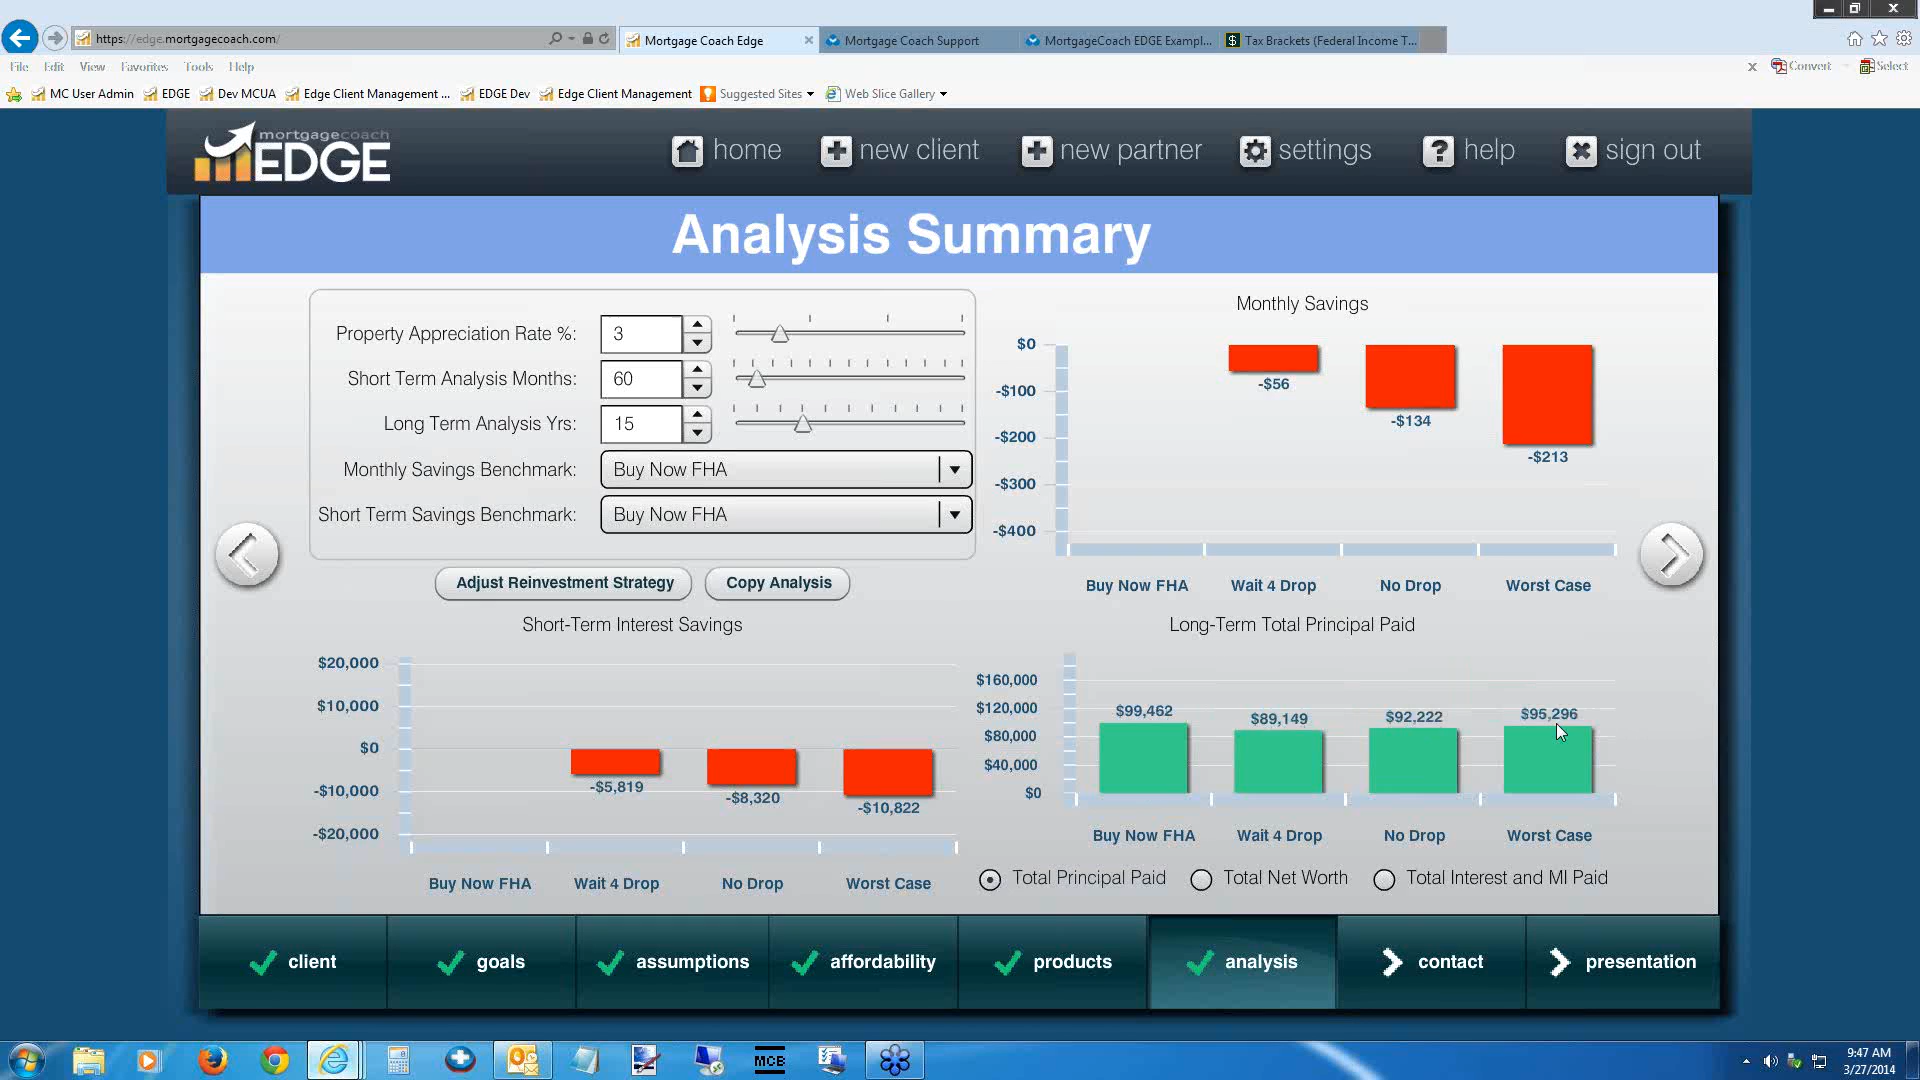 https://edge.mortgagecoach.com/
Mortgage Coach Edge
Mortgage Coach Support
MortgageCoach EDGE Exampl...
Tax Brackets (Federal Income T...
File Edit View Favorites Tools Help
x Convert Select
MC User Admin EDGE Dev MCUA Edge Client Management ... EDGE Dev Edge Client Management Suggested Sites Web Slice Gallery
mortgagecoach
EDGE
home new client new partner settings help sign out
Analysis Summary
Property Appreciation Rate %: 3
Short Term Analysis Months: 60
Long Term Analysis Yrs: 15
Monthly Savings Benchmark: Buy Now FHA
Short Term Savings Benchmark: Buy Now FHA
Adjust Reinvestment Strategy Copy Analysis
Monthly Savings
$0
-$100
-$200
-$300
-$400
-$56
-$134
-$213
Buy Now FHA Wait 4 Drop No Drop Worst Case
Short-Term Interest Savings
$20,000
$10,000
$0
-$10,000
-$20,000
-$5,819
-$8,320
-$10,822
Buy Now FHA Wait 4 Drop No Drop Worst Case
Long-Term Total Principal Paid
$160,000
$120,000
$80,000
$40,000
$0
$99,462
$89,149
$92,222
$95,296
Buy Now FHA Wait 4 Drop No Drop Worst Case
Total Principal Paid Total Net Worth Total Interest and MI Paid
client goals assumptions affordability products analysis contact presentation
MCB
9:47 AM
3/27/2014